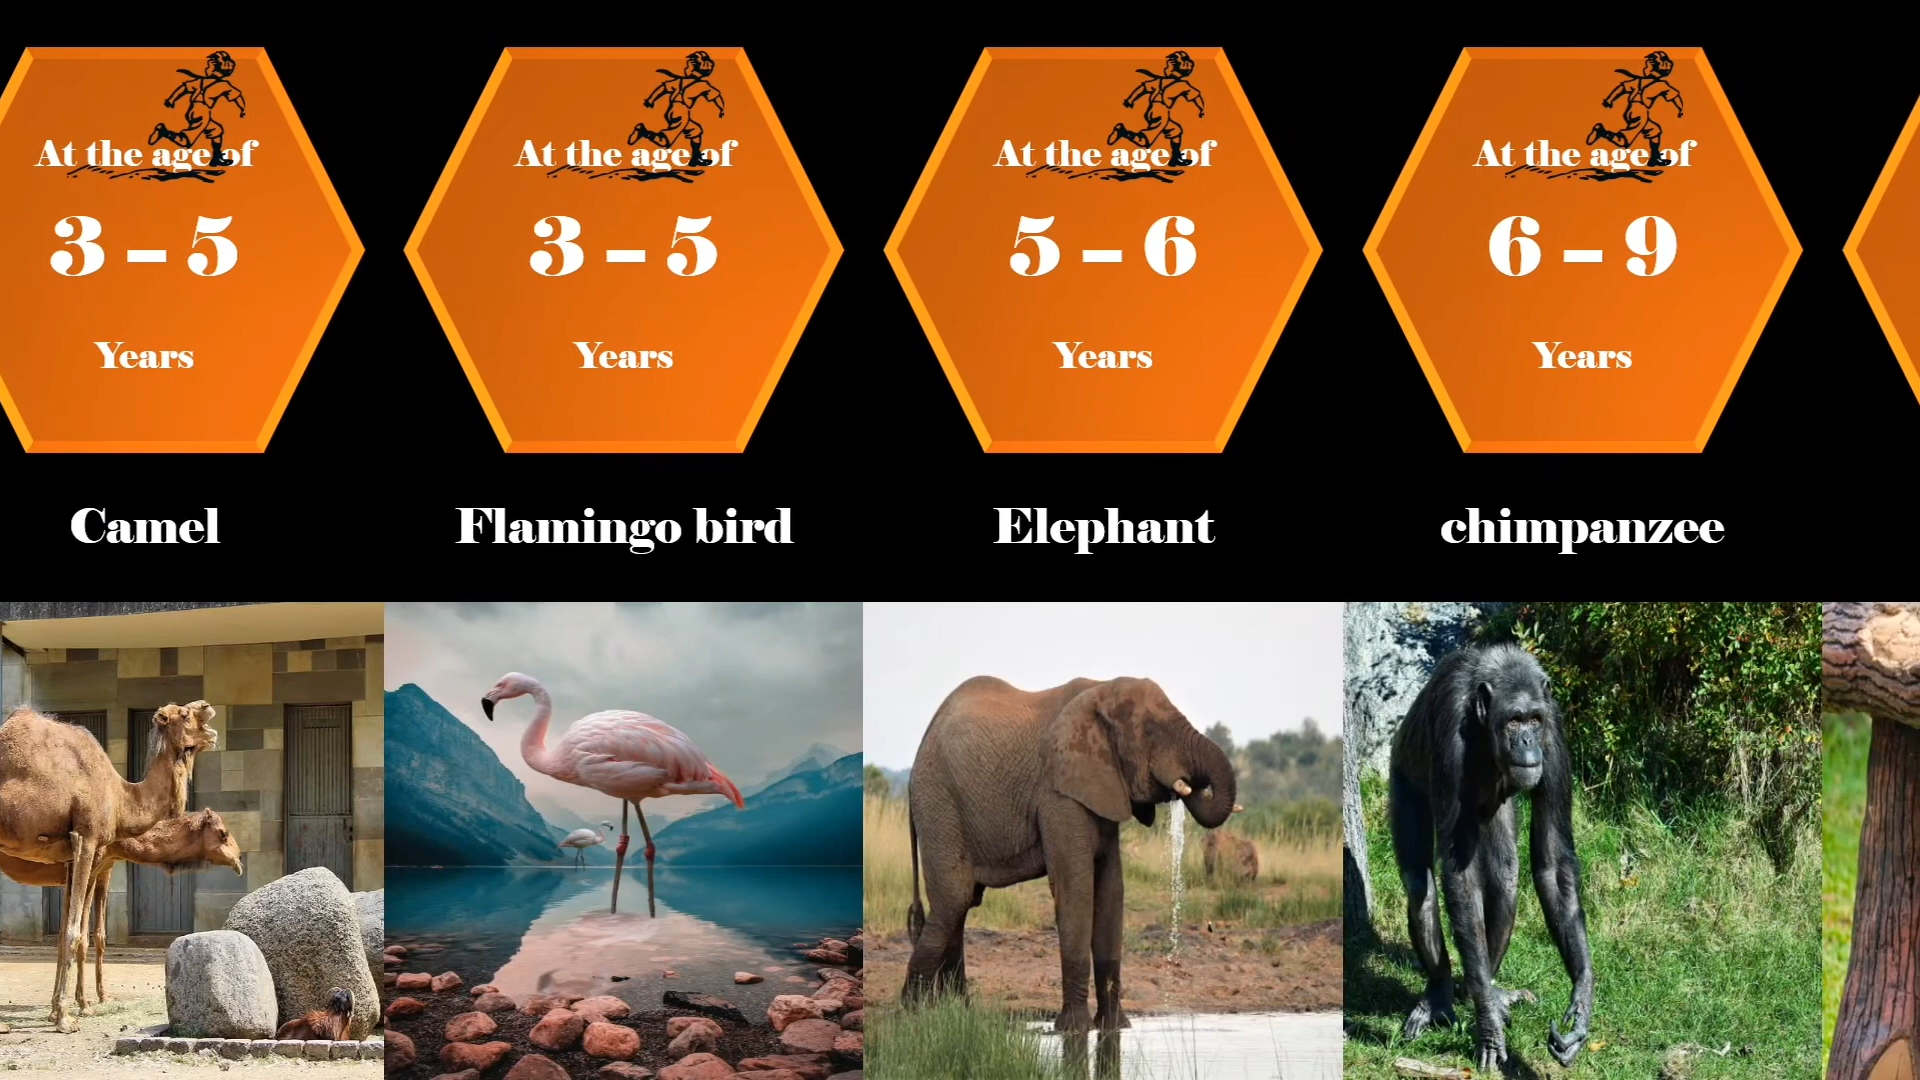 At the age of
3 – 5
Years
Camel
At the age of
3 – 5
Years
Flamingo bird
At the age of
5 – 6
Years
Elephant
At the age of
6 – 9
Years
chimpanzee